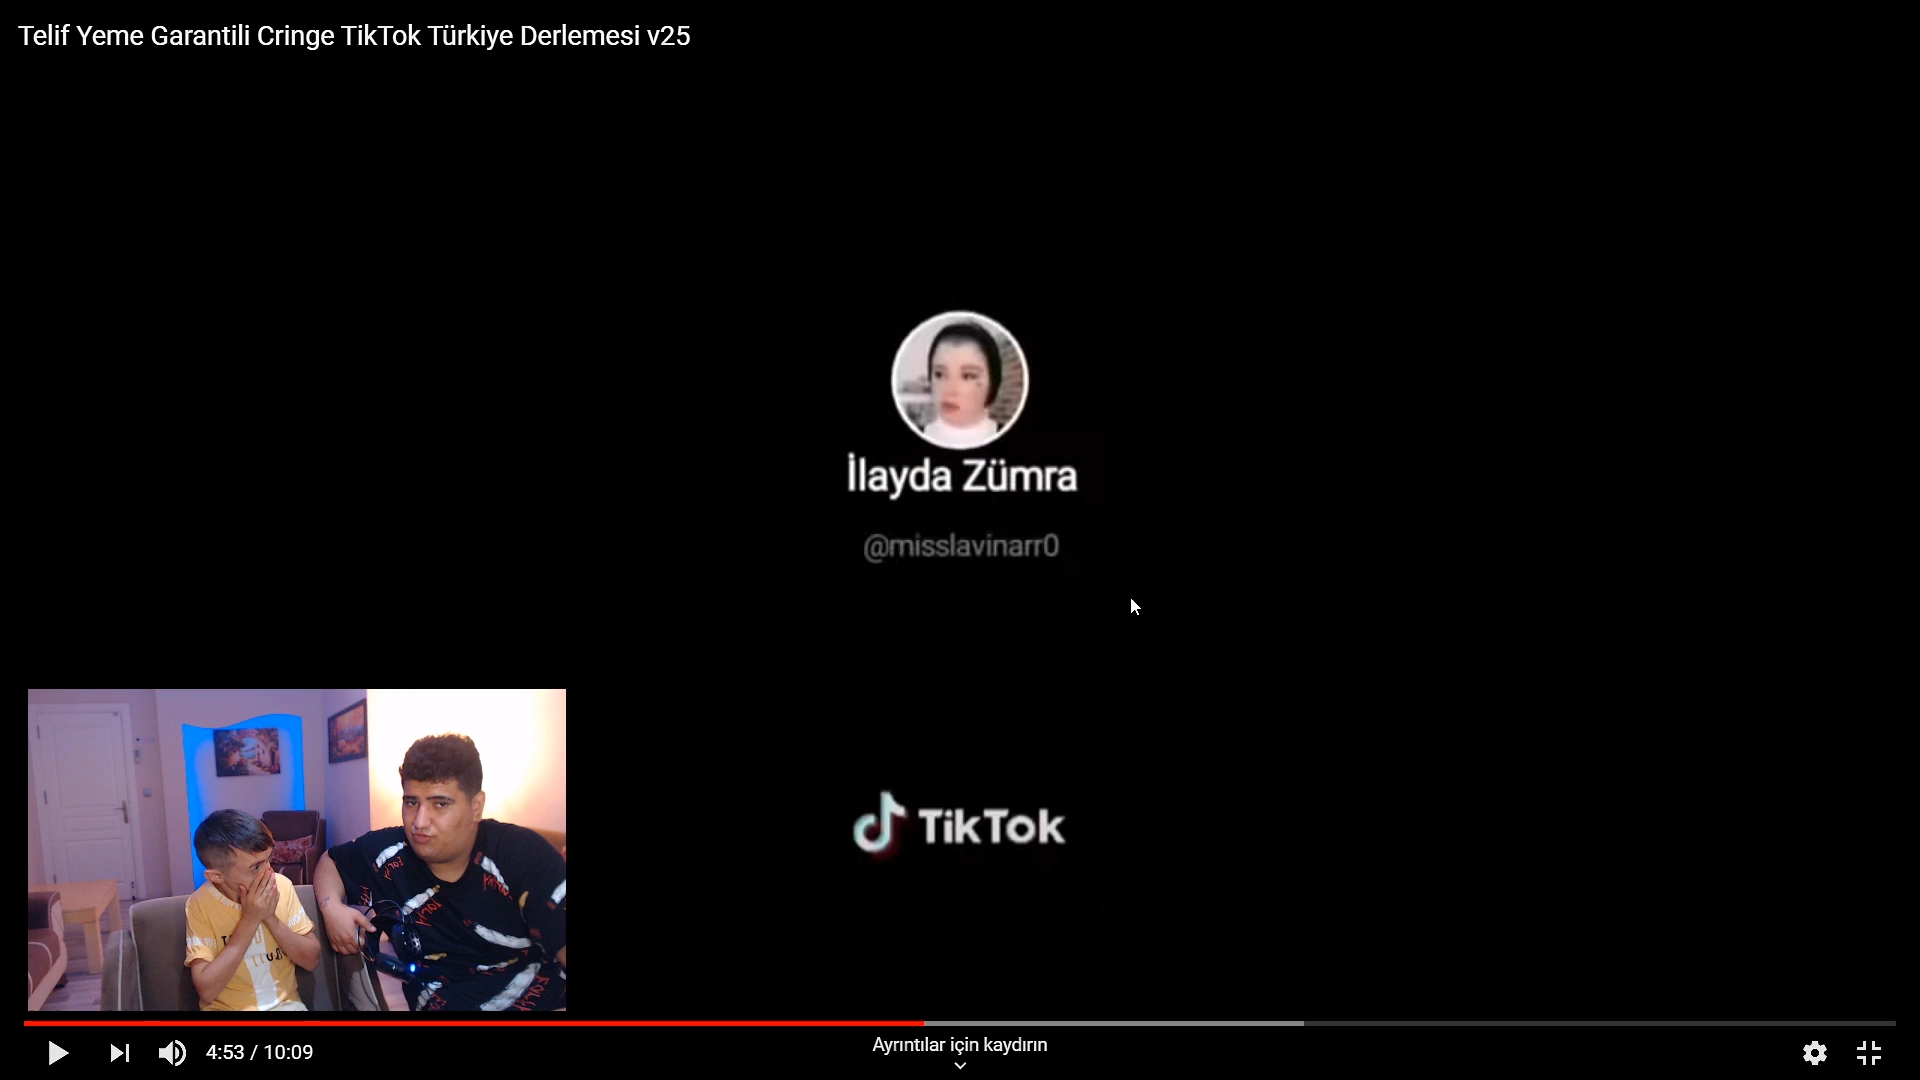 Telif Yeme Garantili Cringe TikTok Türkiye Derlemesi v25
İlayda Zümra
@misslavinarr0
TikTok
4:53 / 10:09
Ayrıntılar için kaydırın